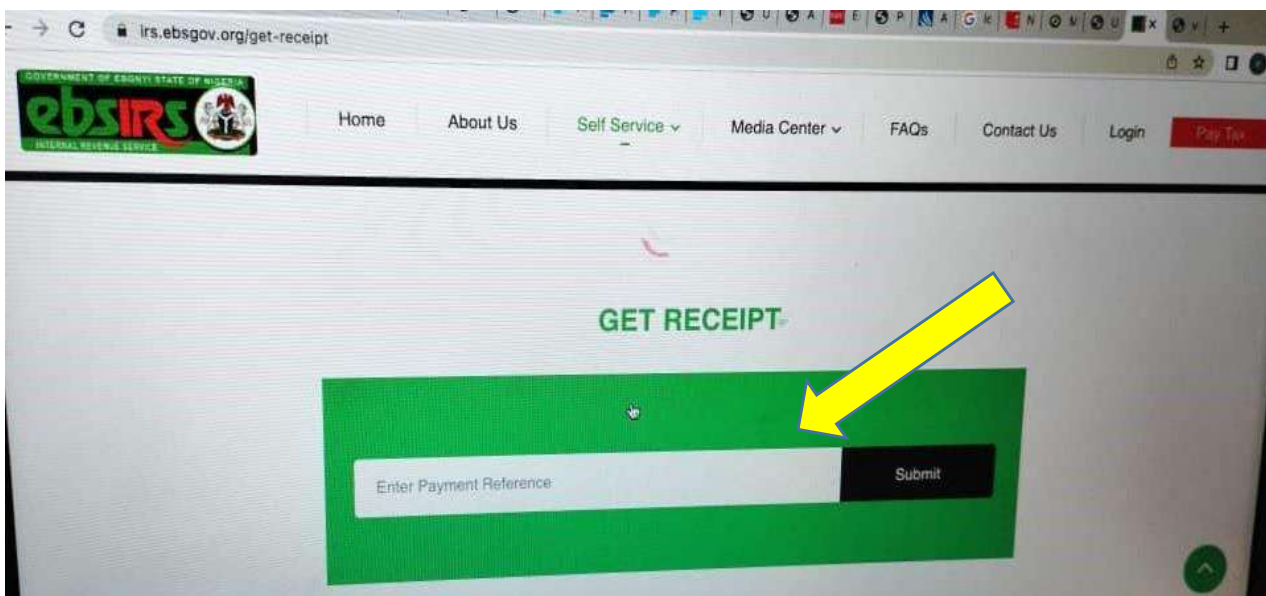 irs.ebsgov.org/get-receipt
GOVERNMENT OF EBONYI STATE OF NIGERIA
ebsIRS
INTERNAL REVENUE SERVICE
Home About Us Self Service Media Center FAQs Contact Us Login Pay Tax
GET RECEIPT
Enter Payment Reference
Submit